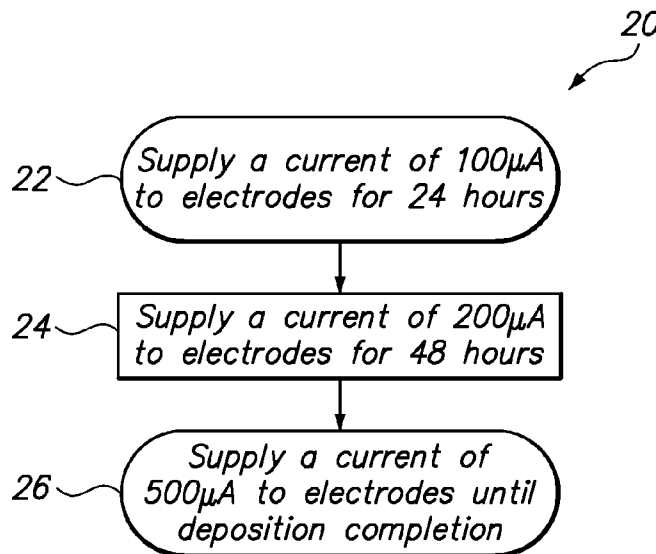 20
22
Supply a current of 100μA
to electrodes for 24 hours
24
Supply a current of 200μA
to electrodes for 48 hours
26
Supply a current of
500μA to electrodes until
deposition completion